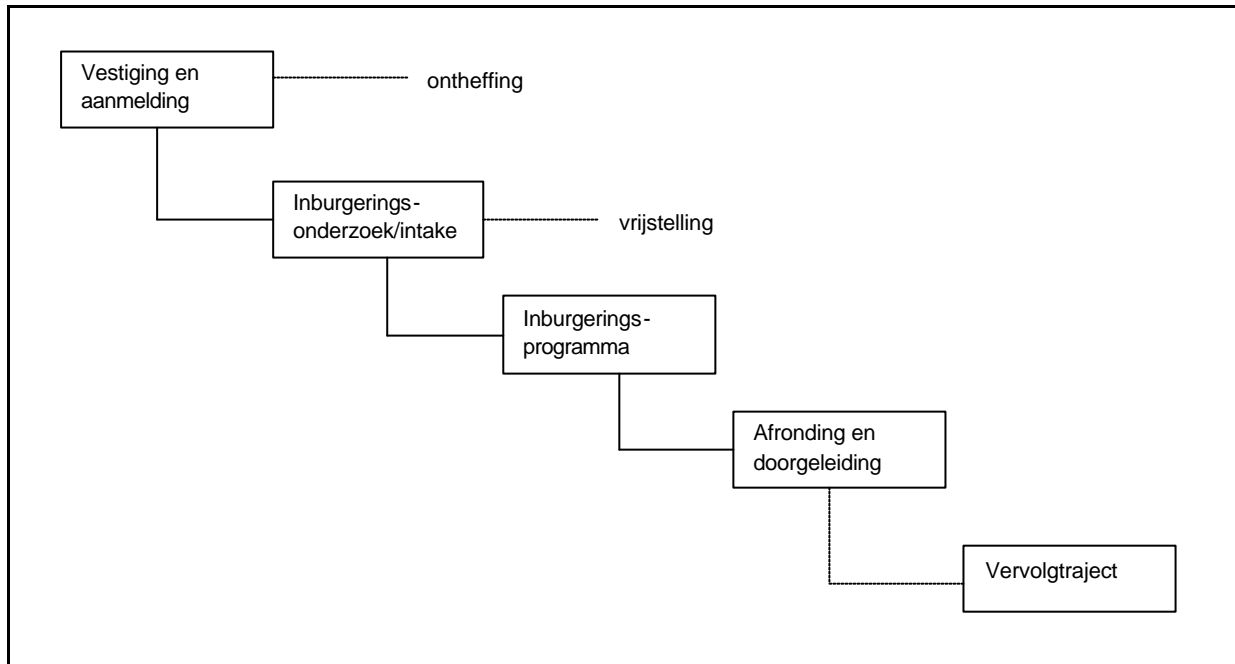 Vestiging en
aanmelding
ontheffing
Inburgerings-
onderzoek/intake
vrijstelling
Inburgerings-
programma
Afronding en
doorgeleiding
Vervolgtraject